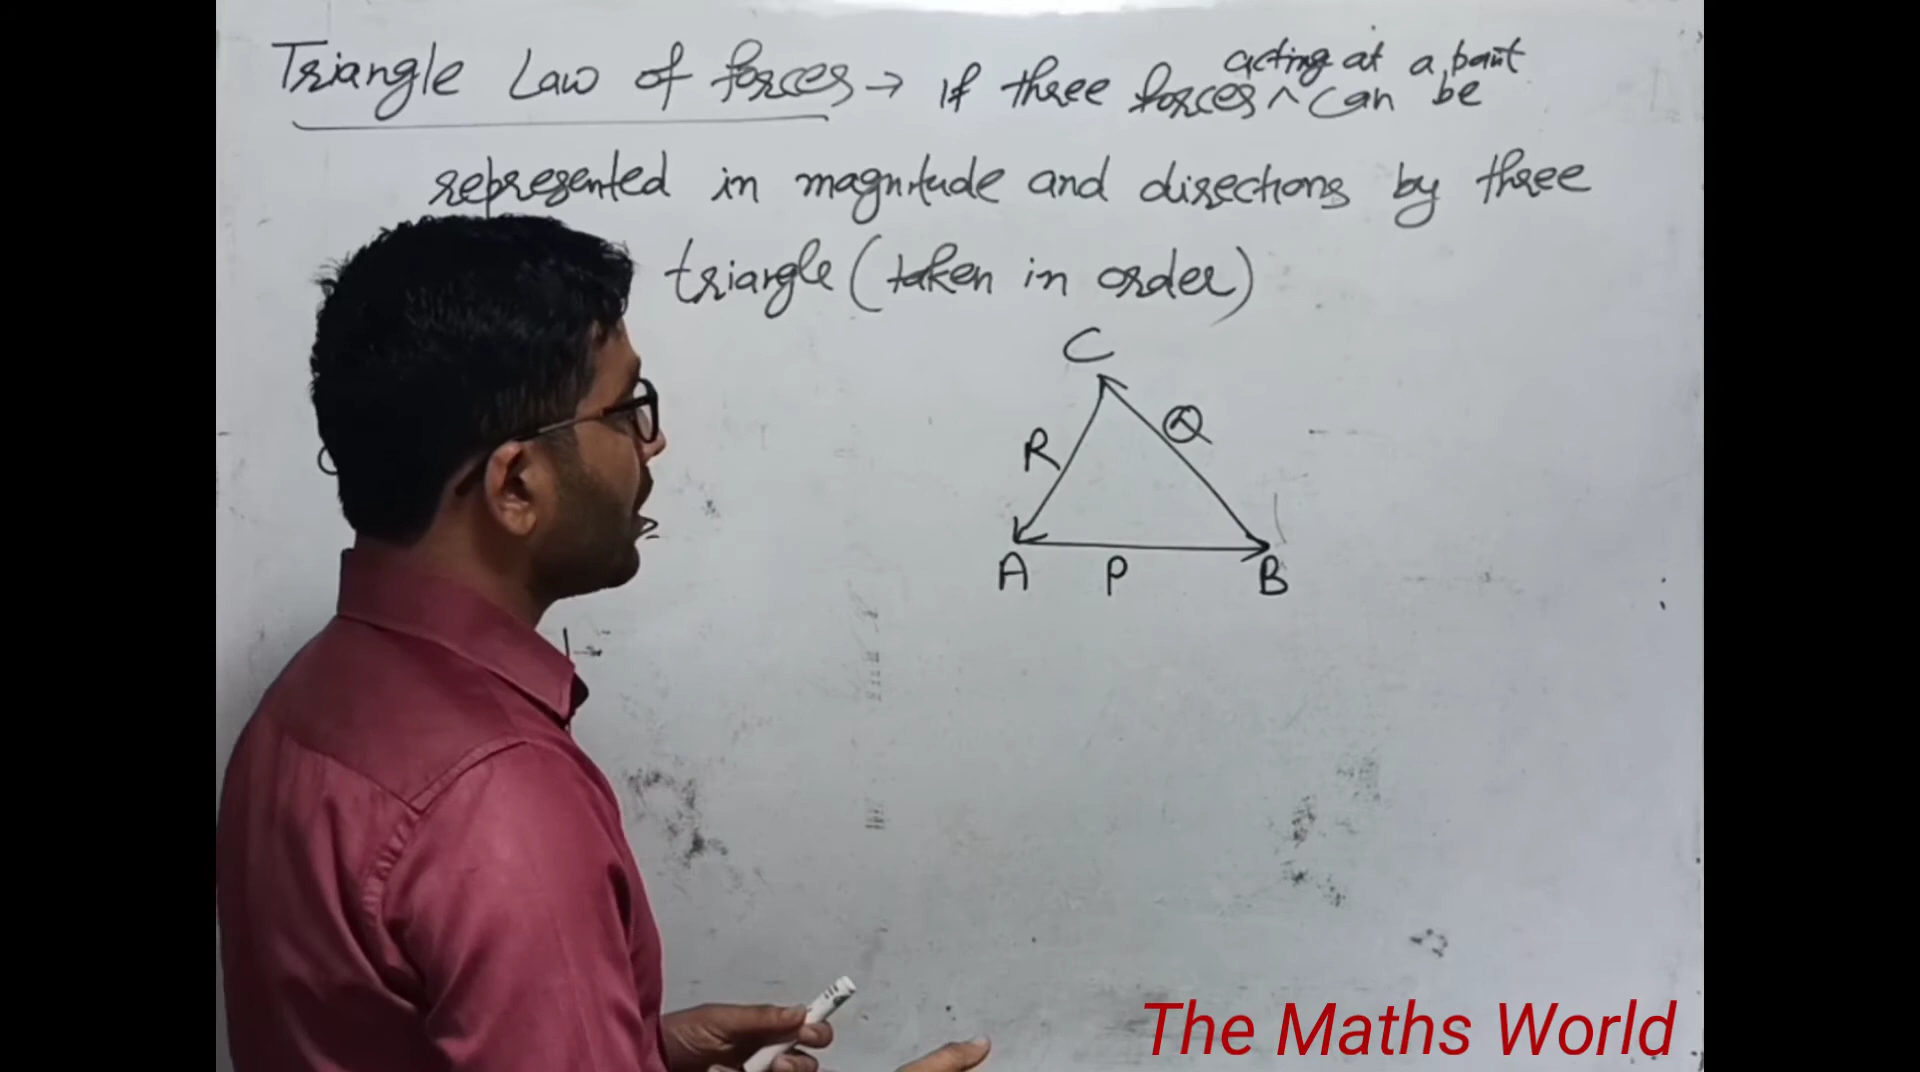 Triangle Law of forces → If three forces ^ can be
acting at a point
represented in magnitude and directions by three
triangle (taken in order)
C
R
Q
A P B
The Maths World